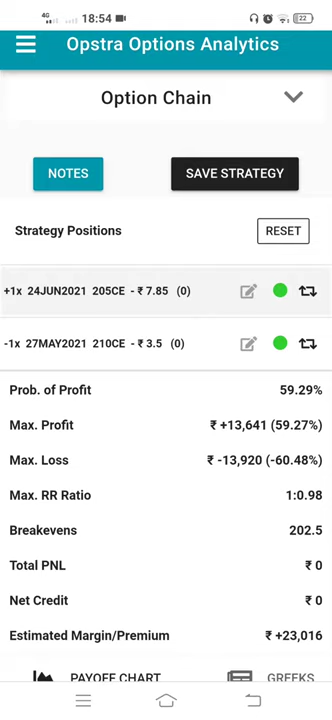 4G 18:54 22
Opstra Options Analytics
Option Chain
NOTES SAVE STRATEGY
Strategy Positions RESET
+1x 24JUN2021 205CE - ₹ 7.85 (0)
-1x 27MAY2021 210CE - ₹ 3.5 (0)
Prob. of Profit 59.29%
Max. Profit ₹ +13,641 (59.27%)
Max. Loss ₹ -13,920 (-60.48%)
Max. RR Ratio 1:0.98
Breakevens 202.5
Total PNL ₹ 0
Net Credit ₹ 0
Estimated Margin/Premium ₹ +23,016
PAYOFF CHART GREEKS